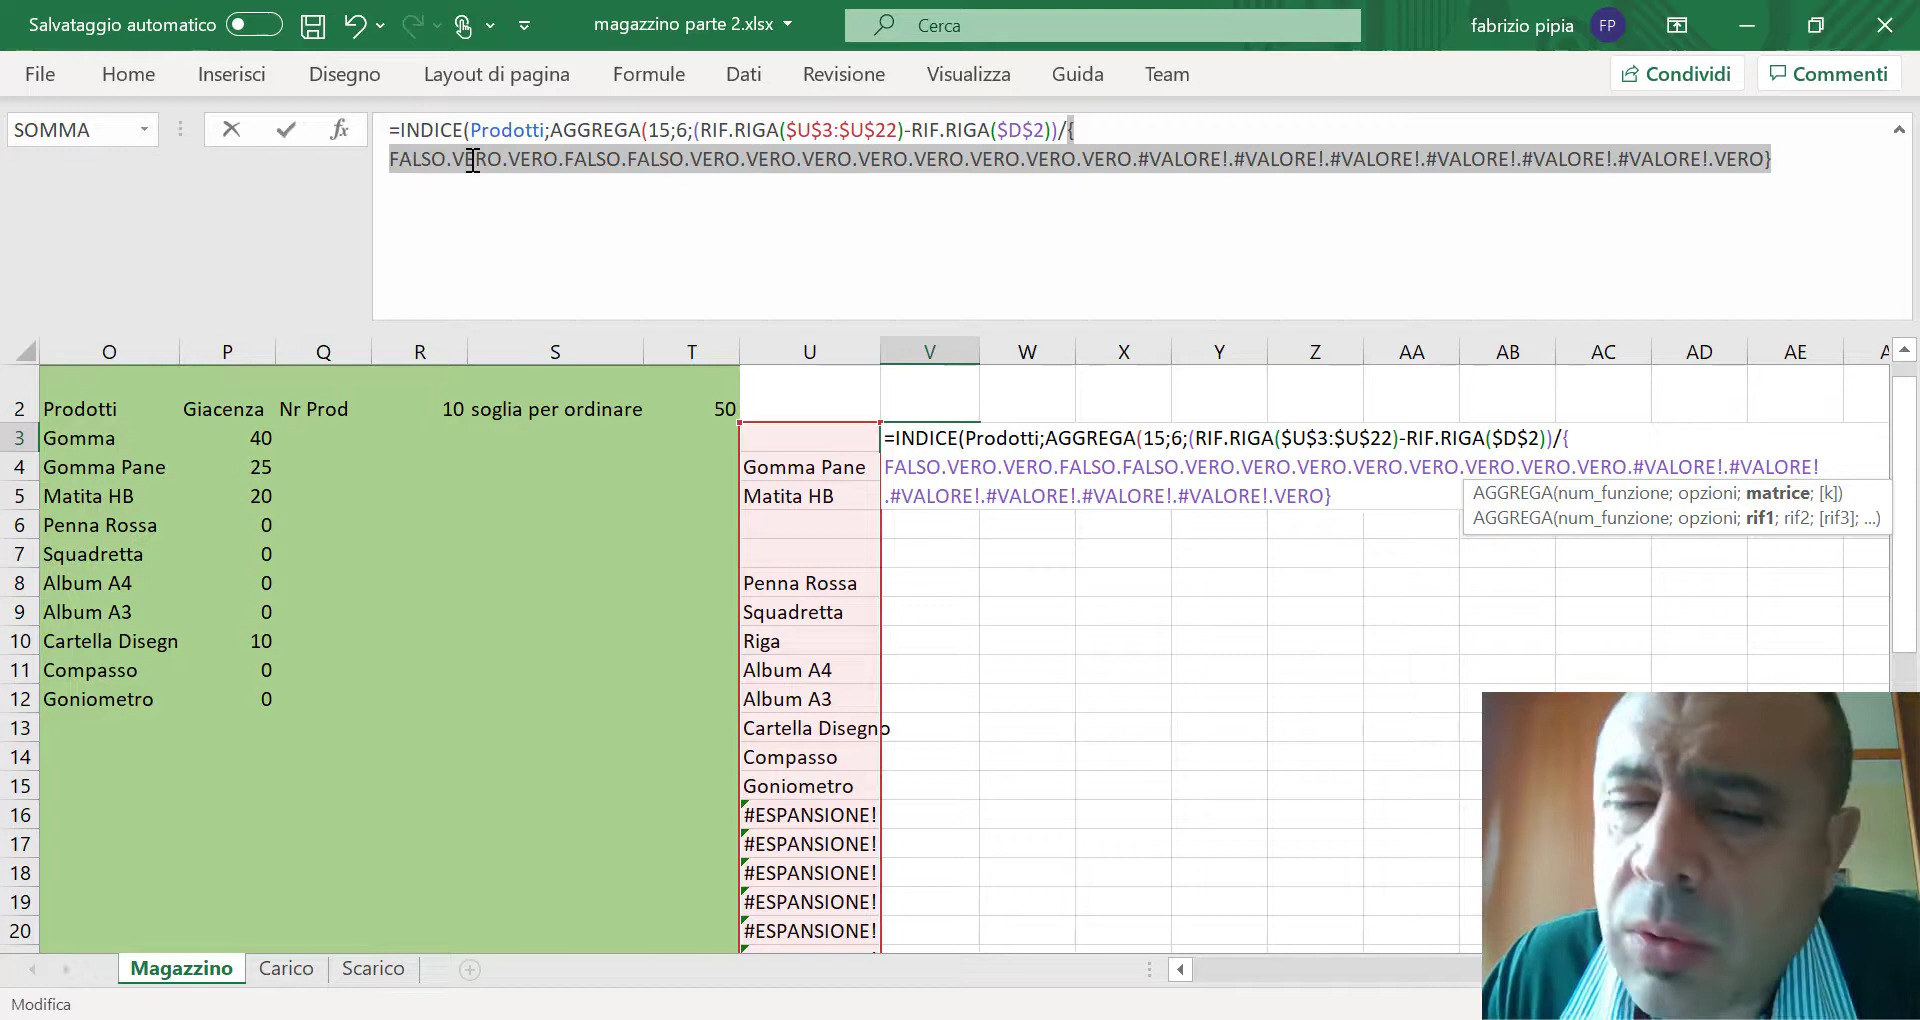 Salvataggio automatico
magazzino parte 2.xlsx
Cerca
fabrizio pipia
FP
File Home Inserisci Disegno Layout di pagina Formule Dati Revisione Visualizza Guida Team
Condividi
Commenti
SOMMA
fx
=INDICE(Prodotti;AGGREGA(15;6;(RIF.RIGA($U$3:$U$22)-RIF.RIGA($D$2))/{
FALSO.VERO.VERO.FALSO.FALSO.VERO.VERO.VERO.VERO.VERO.VERO.VERO.VERO.#VALORE!.#VALORE!.#VALORE!.#VALORE!.#VALORE!.#VALORE!.VERO}
O P Q R S T U V W X Y Z AA AB AC AD AE
2 Prodotti Giacenza Nr Prod 10 soglia per ordinare 50
3 Gomma 40 =INDICE(Prodotti;AGGREGA(15;6;(RIF.RIGA($U$3:$U$22)-RIF.RIGA($D$2))/{
4 Gomma Pane 25 Gomma Pane FALSO.VERO.VERO.FALSO.FALSO.VERO.VERO.VERO.VERO.VERO.VERO.VERO.VERO.#VALORE!.#VALORE!
5 Matita HB 20 Matita HB .#VALORE!.#VALORE!.#VALORE!.#VALORE!.VERO}
AGGREGA(num_funzione; opzioni; matrice; [k])
AGGREGA(num_funzione; opzioni; rif1; rif2; [rif3]; ...)
6 Penna Rossa 0
7 Squadretta 0
8 Album A4 0 Penna Rossa
9 Album A3 0 Squadretta
10 Cartella Disegn 10 Riga
11 Compasso 0 Album A4
12 Goniometro 0 Album A3
13 Cartella Disegno
14 Compasso
15 Goniometro
16 #ESPANSIONE!
17 #ESPANSIONE!
18 #ESPANSIONE!
19 #ESPANSIONE!
20 #ESPANSIONE!
Magazzino Carico Scarico
Modifica